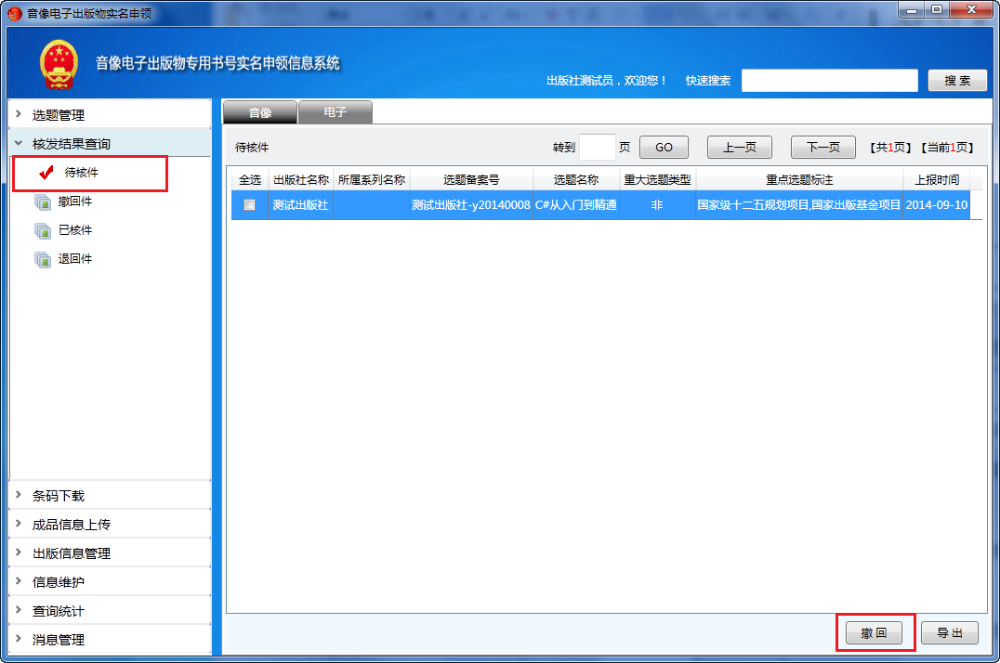 音像电子出版物实名申领
音像电子出版物专用书号实名申领信息系统
出版社测试员，欢迎您！ 快速搜索 搜 索
选题管理
核发结果查询
待核件
撤回件
已核件
退回件
条码下载
成品信息上传
出版信息管理
信息维护
查询统计
消息管理
音像 电子
待核件 转到 页 GO 上一页 下一页 【共1页】【当前1页】
全选 出版社名称 所属系列名称 选题备案号 选题名称 重大选题类型 重点选题标注 上报时间
测试出版社 测试出版社-y20140008 C#从入门到精通 非 国家级十二五规划项目,国家出版基金项目 2014-09-10
撤 回 导 出